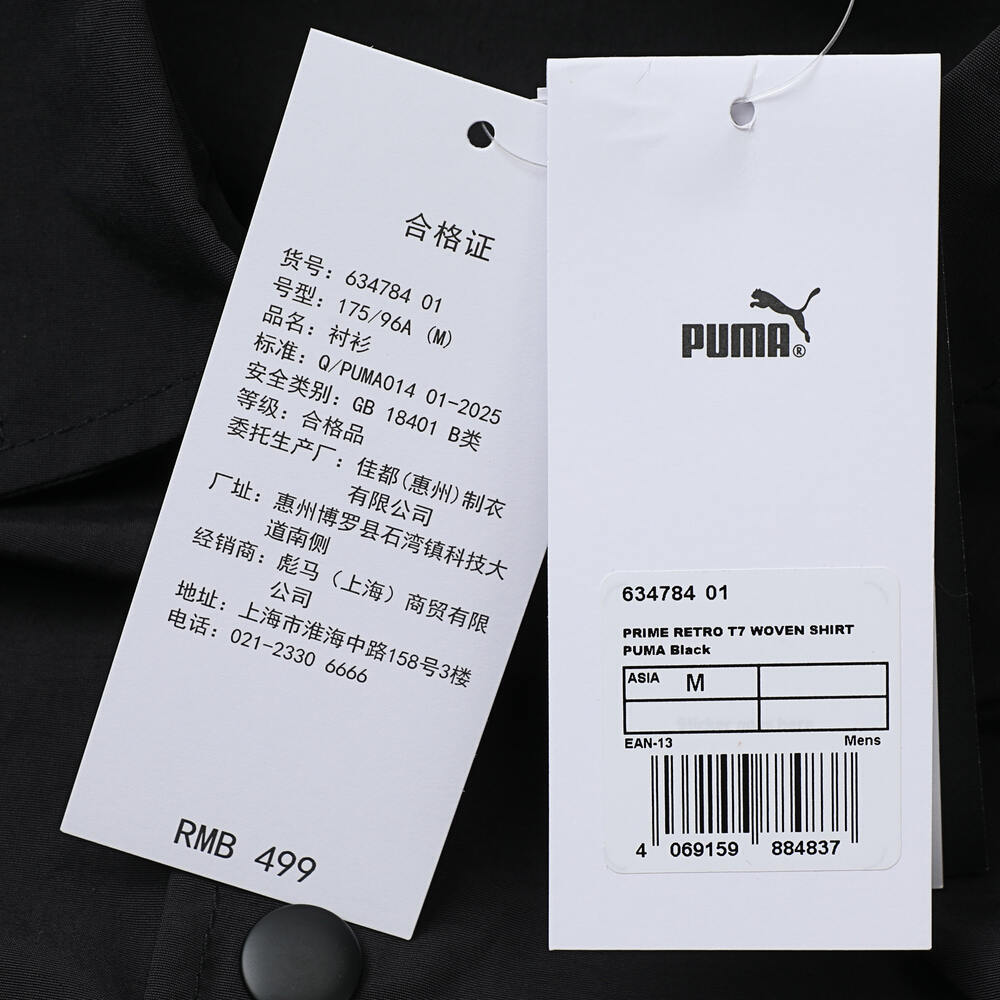 合格证
货号: 634784 01
号型: 175/96A (M)
品名: 衬衫
标准: Q/PUMA014 01-2025
安全类别: GB 18401 B类
等级: 合格品
委托生产厂: 佳都(惠州)制衣
有限公司
厂址: 惠州博罗县石湾镇科技大
道南侧
经销商: 彪马 (上海) 商贸有限
公司
地址: 上海市淮海中路158号3楼
电话: 021-2330 6666
RMB 499
PUMA®
634784 01
PRIME RETRO T7 WOVEN SHIRT
PUMA Black
ASIA M
EAN-13 Mens
4 069159 884837